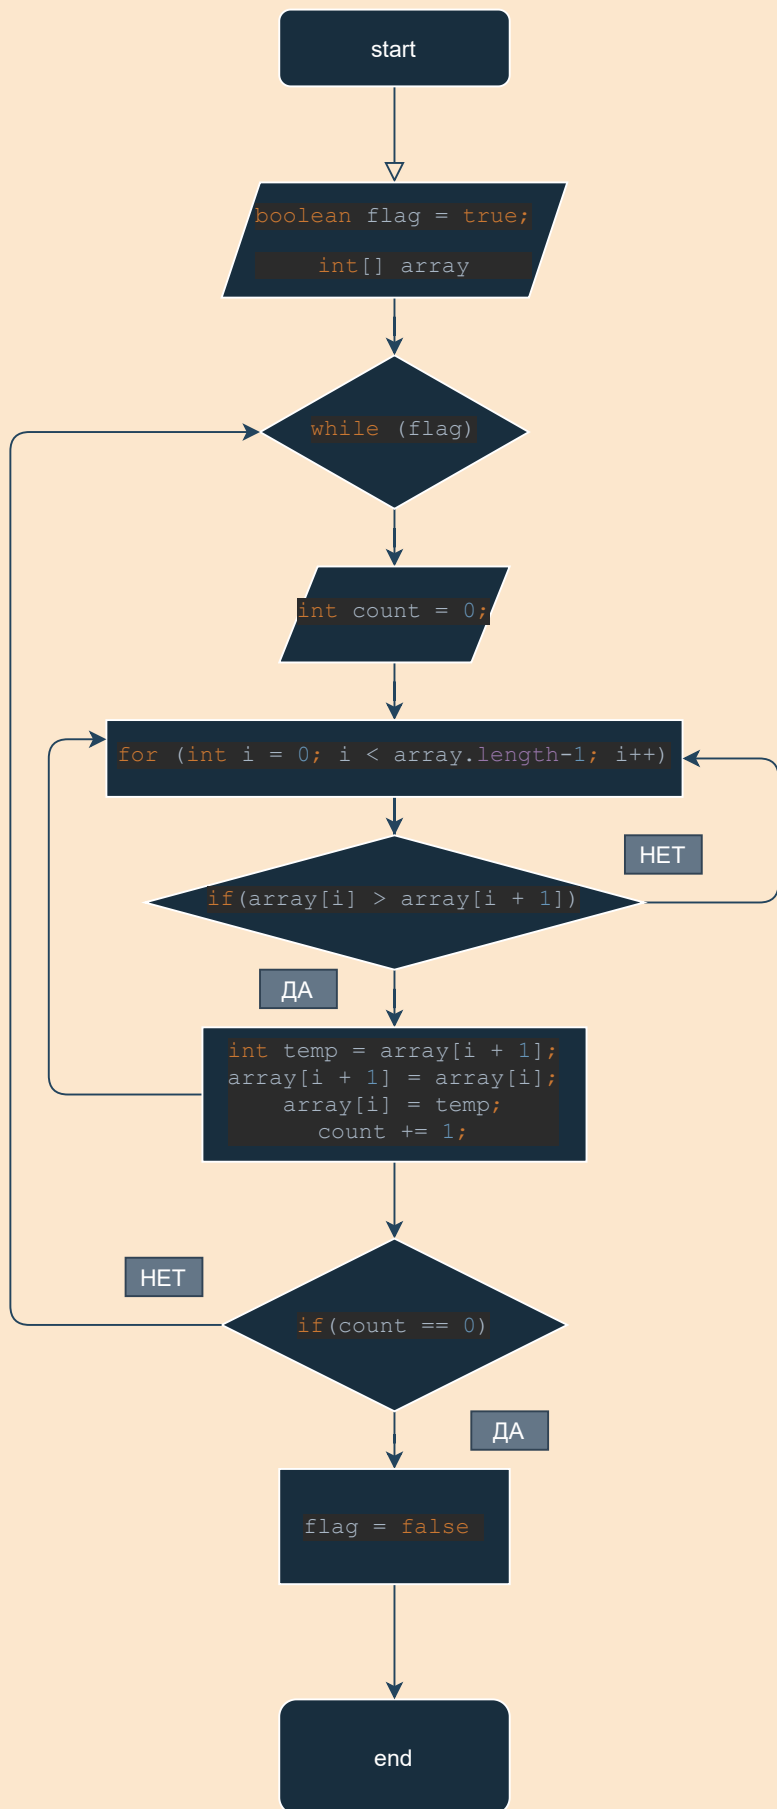 start
boolean flag = true;
int[] array
while (flag)
int count = 0;
for (int i = 0; i < array.length-1; i++)
НЕТ
if(array[i] > array[i + 1])
ДА
int temp = array[i + 1];
array[i + 1] = array[i];
array[i] = temp;
count += 1;
НЕТ
if(count == 0)
ДА
flag = false
end